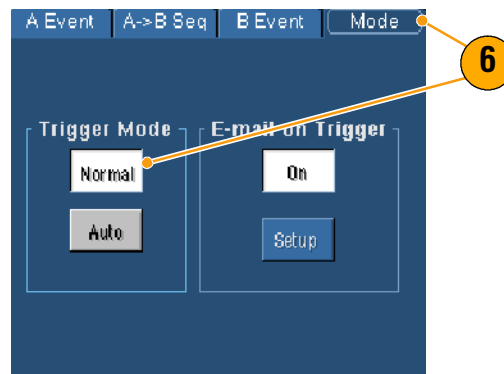 A Event A->B Seq B Event Mode
6
Trigger Mode E-mail on Trigger
Normal On
Auto Setup